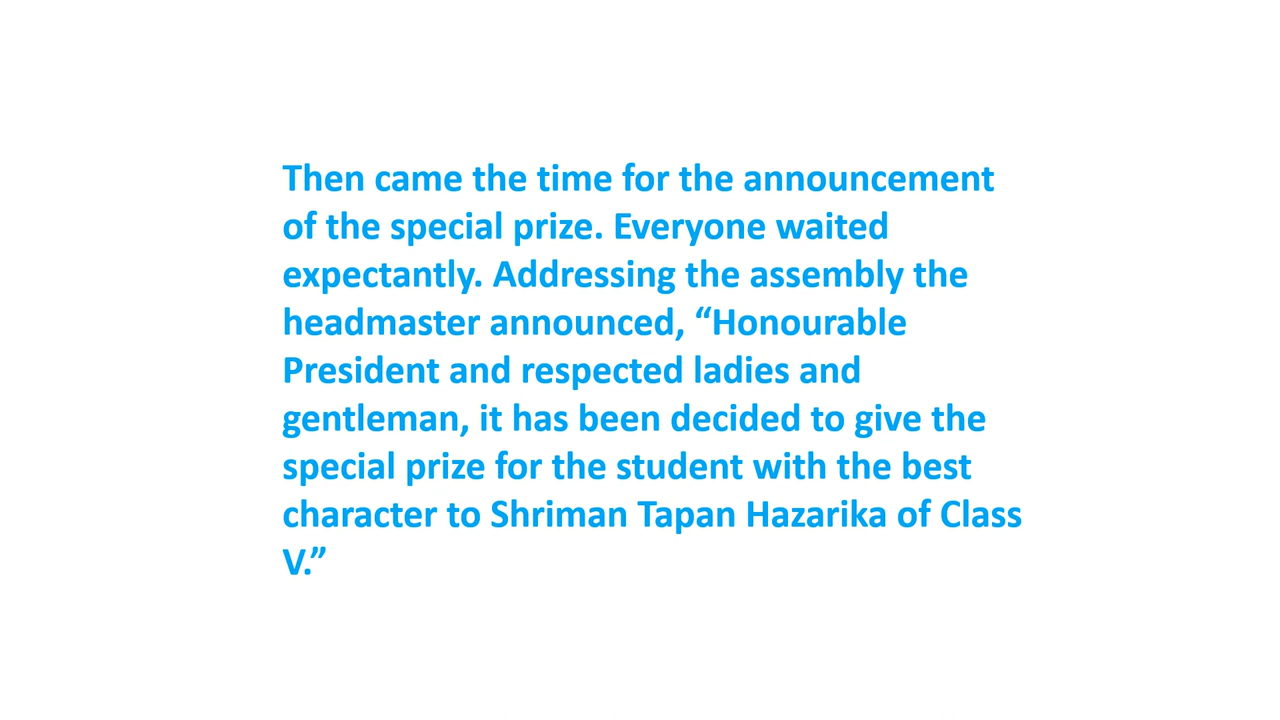 Then came the time for the announcement
of the special prize. Everyone waited
expectantly. Addressing the assembly the
headmaster announced, “Honourable
President and respected ladies and
gentleman, it has been decided to give the
special prize for the student with the best
character to Shriman Tapan Hazarika of Class
V.”